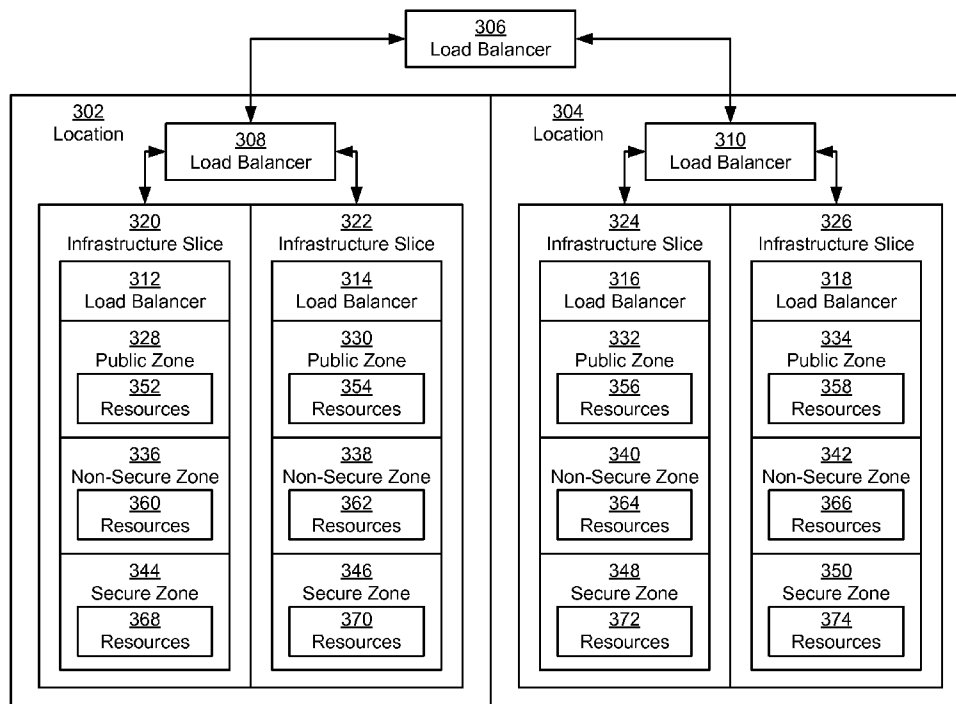 306
Load Balancer
302
Location
308
Load Balancer
304
Location
310
Load Balancer
320
Infrastructure Slice
312
Load Balancer
328
Public Zone
352
Resources
336
Non-Secure Zone
360
Resources
344
Secure Zone
368
Resources
322
Infrastructure Slice
314
Load Balancer
330
Public Zone
354
Resources
338
Non-Secure Zone
362
Resources
346
Secure Zone
370
Resources
324
Infrastructure Slice
316
Load Balancer
332
Public Zone
356
Resources
340
Non-Secure Zone
364
Resources
348
Secure Zone
372
Resources
326
Infrastructure Slice
318
Load Balancer
334
Public Zone
358
Resources
342
Non-Secure Zone
366
Resources
350
Secure Zone
374
Resources